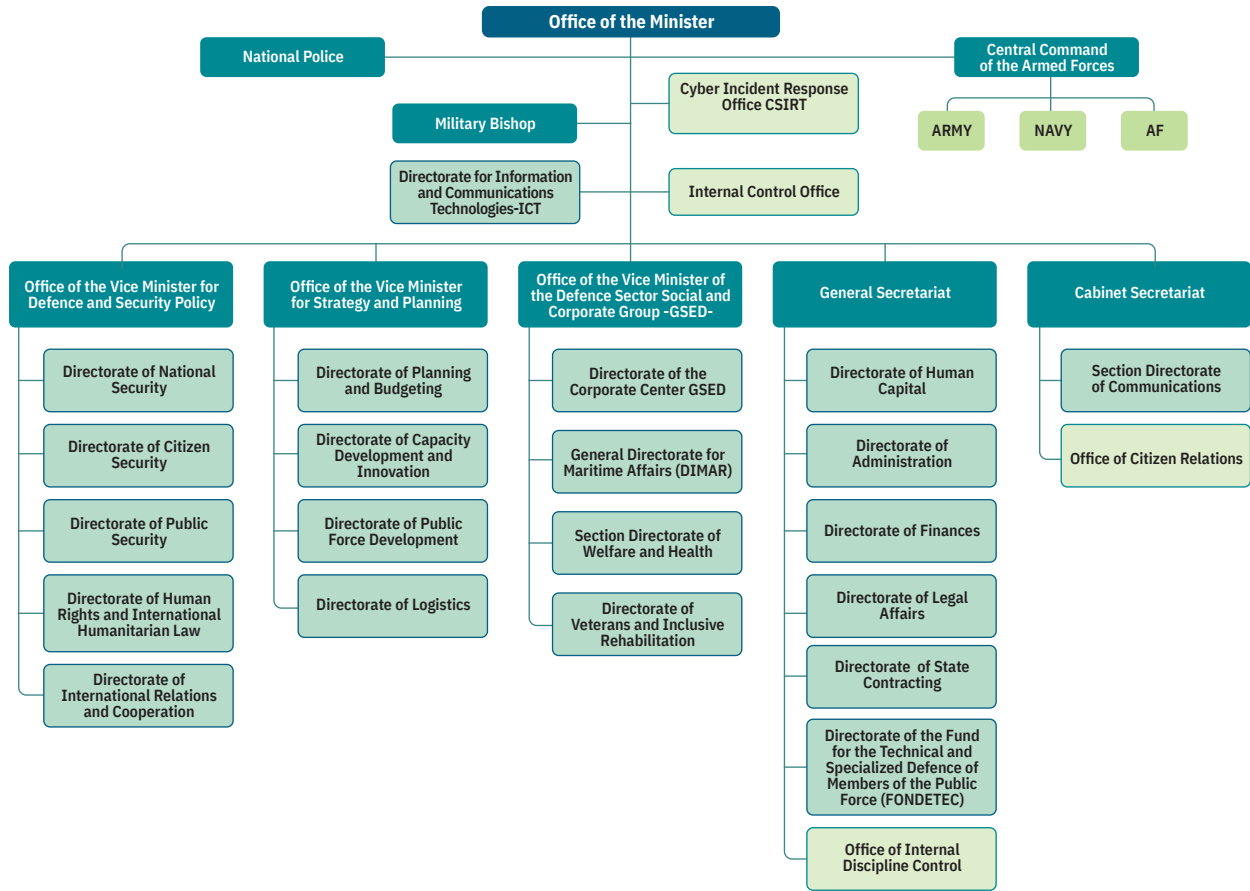 Office of the Minister
National Police
Central Command
of the Armed Forces
Cyber Incident Response
Office CSIRT
Military Bishop
ARMY
NAVY
AF
Directorate for Information
and Communications
Technologies-ICT
Internal Control Office
Office of the Vice Minister for
Defence and Security Policy
Directorate of National
Security
Directorate of Citizen
Security
Directorate of Public
Security
Directorate of Human
Rights and International
Humanitarian Law
Directorate of
International Relations
and Cooperation
Office of the Vice Minister
for Strategy and Planning
Directorate of Planning
and Budgeting
Directorate of Capacity
Development and
Innovation
Directorate of Public
Force Development
Directorate of Logistics
Office of the Vice Minister of
the Defence Sector Social and
Corporate Group -GSED-
Directorate of the
Corporate Center GSED
General Directorate for
Maritime Affairs (DIMAR)
Section Directorate of
Welfare and Health
Directorate of
Veterans and Inclusive
Rehabilitation
General Secretariat
Directorate of Human
Capital
Directorate of
Administration
Directorate of Finances
Directorate of Legal
Affairs
Directorate of State
Contracting
Directorate of the Fund
for the Technical and
Specialized Defence of
Members of the Public
Force (FONDETEC)
Office of Internal
Discipline Control
Cabinet Secretariat
Section Directorate
of Communications
Office of Citizen Relations